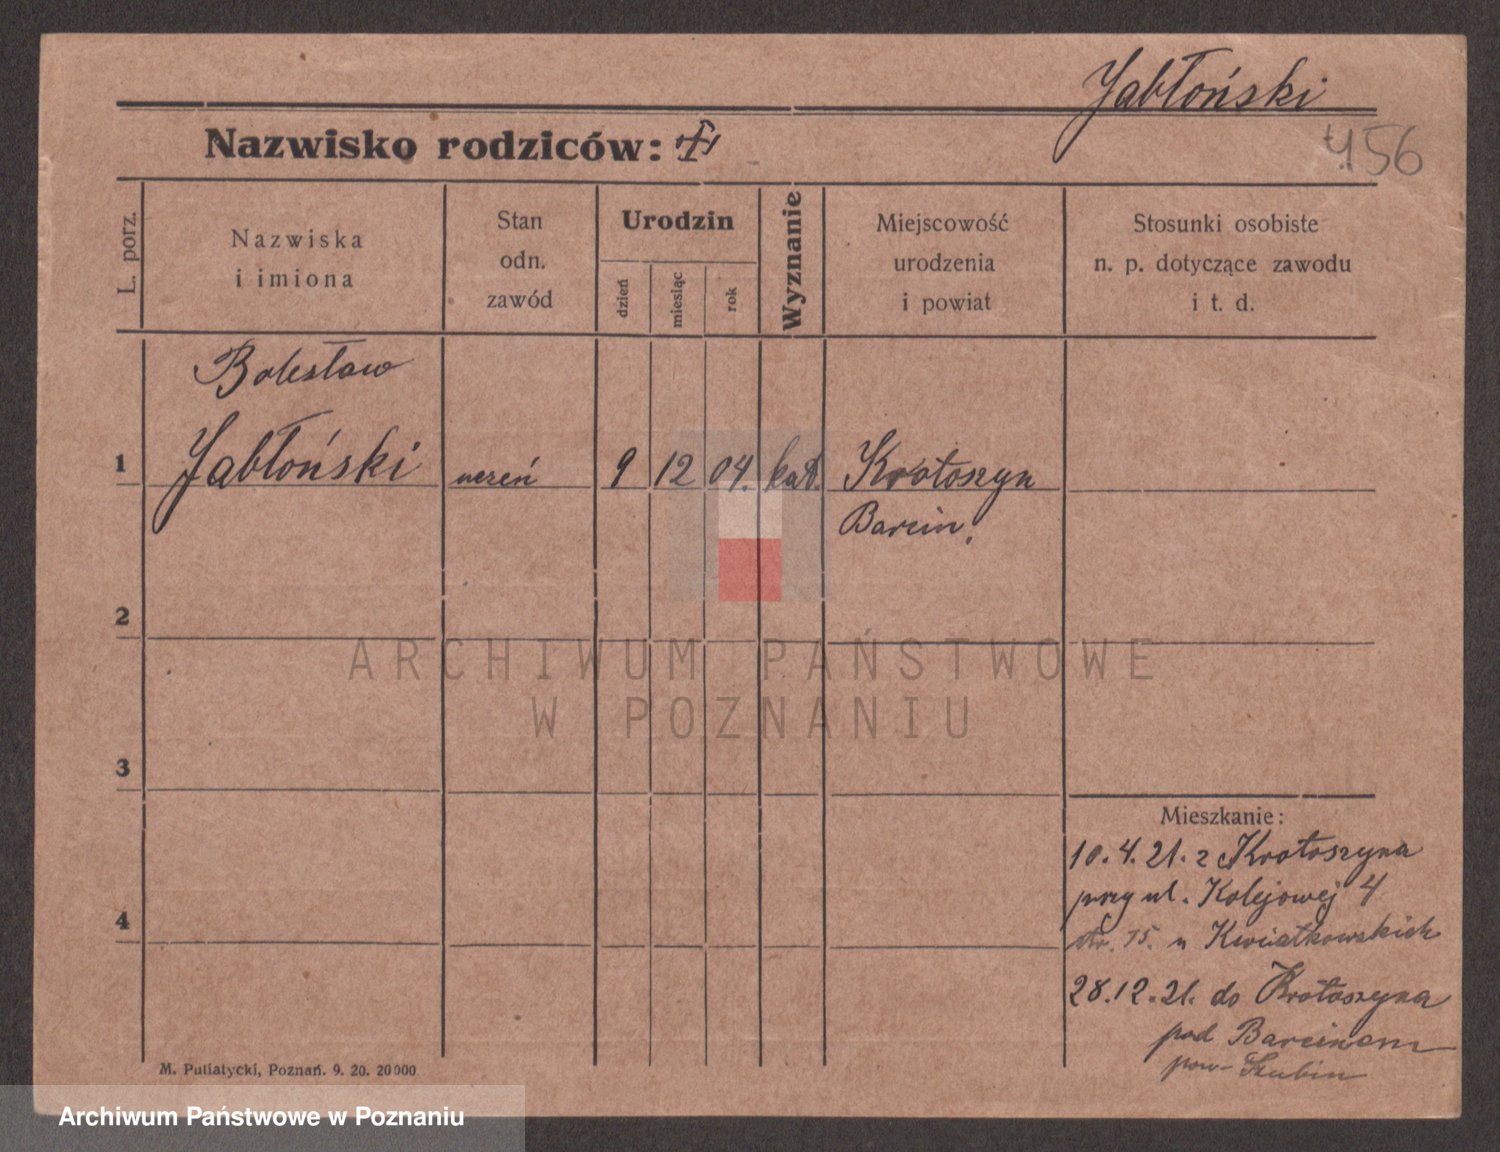 Jabłoński
Nazwisko rodziców:
456
L. porz.
Nazwiska
i imiona
Stan
odn.
zawód
Urodzin
dzień
miesiąc
rok
Wyznanie
Miejscowość
urodzenia
i powiat
Stosunki osobiste
n. p. dotyczące zawodu
i t. d.
Bolesław
1 Jabłoński uczeń 9 12 04. kat. Krotoszyn
Barcin.
2
ARCHIWUM PAŃSTWOWE
W POZNANIU
3
Mieszkanie:
10.4.21. z Krotoszyna
przy ul. Kolejowej 4
4
str. 15. u Kwiatkowskich
28.12.21. do Krotoszyna
pod Barcinem
pow. Szubin
M. Putiatycki, Poznań. 9. 20. 20000
Archiwum Państwowe w Poznaniu